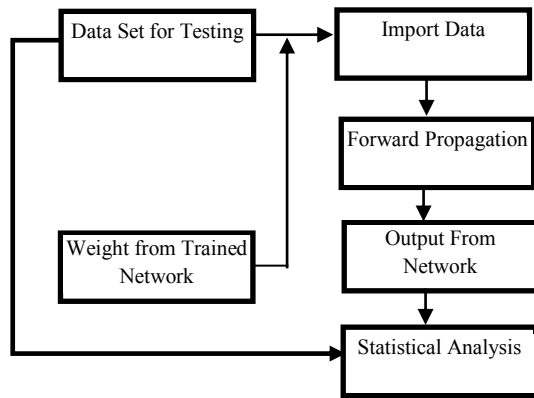 Data Set for Testing
Import Data
Forward Propagation
Weight from Trained
Network
Output From
Network
Statistical Analysis